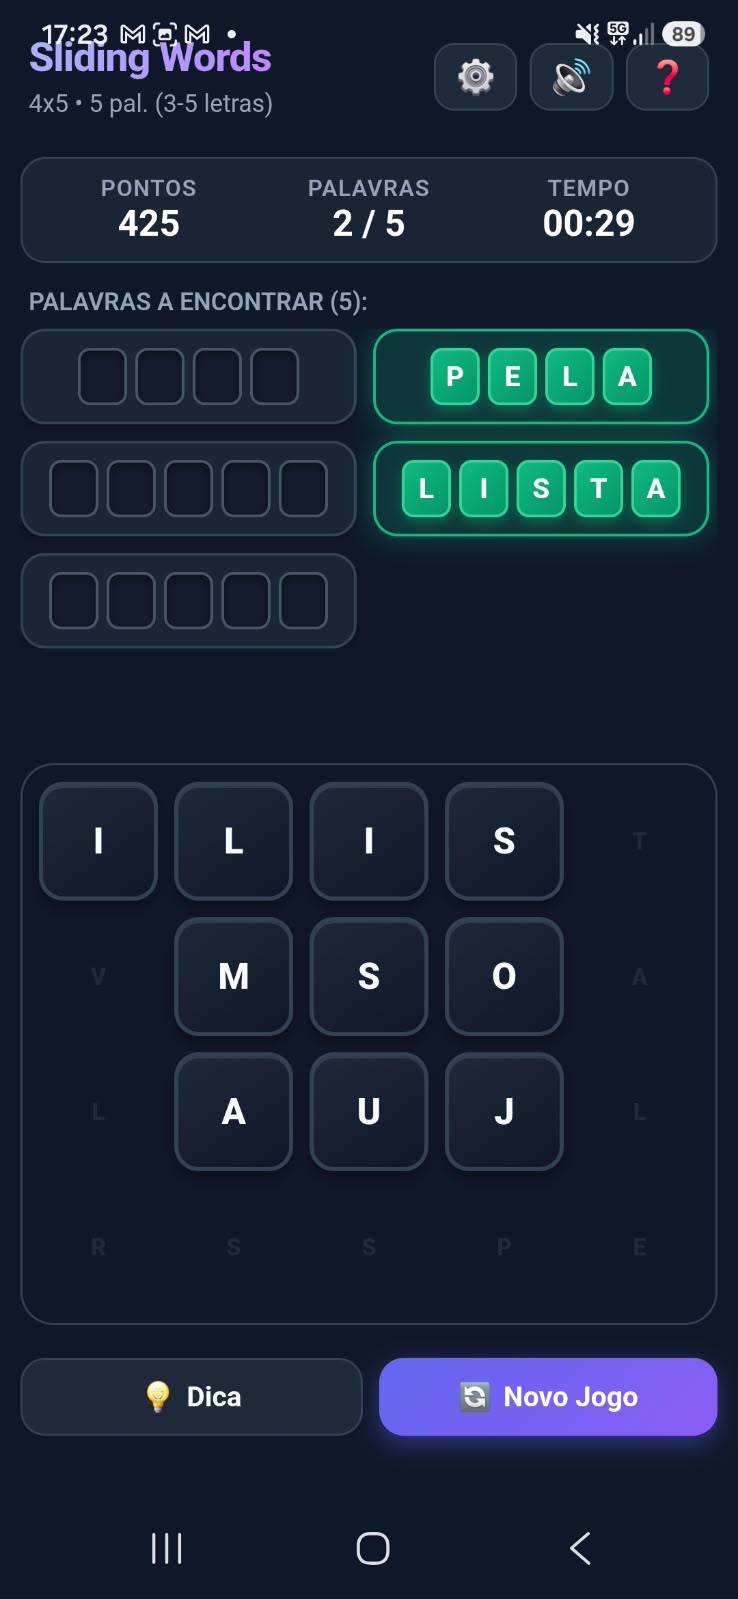 17:23
5G
89
Sliding Words
4x5 • 5 pal. (3-5 letras)
PONTOS PALAVRAS TEMPO
425 2 / 5 00:29
PALAVRAS A ENCONTRAR (5):
P E L A
L I S T A
I L I S T
V M S O A
L A U J L
R S S P E
Dica Novo Jogo